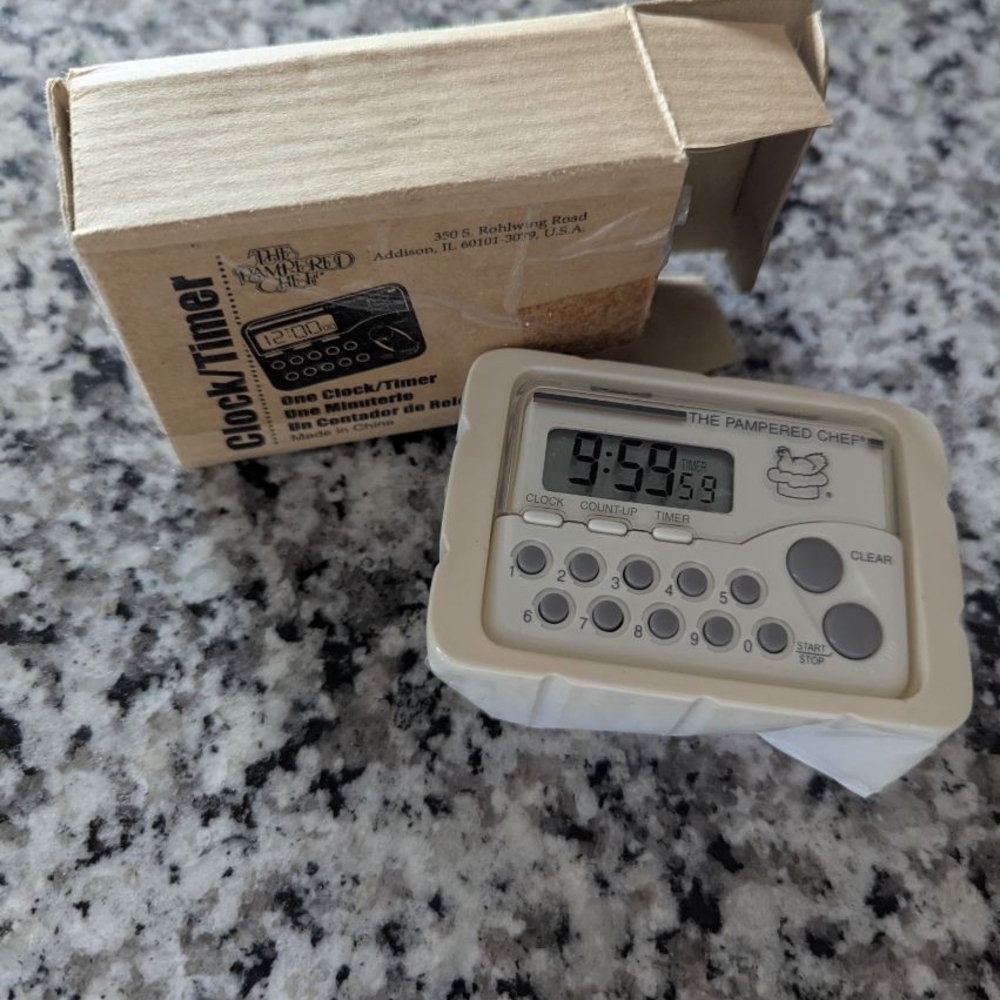 350 S. Rohlwing Road
Addison, IL 60101-3079, U.S.A.
THE
PAMPERED
CHEF
Clock/Timer
12:00 00
One Clock/Timer
Une Minuterie
Un Contador de
Made in China
THE PAMPERED CHEF®
9:59 59
TIMER
®
CLOCK COUNT-UP TIMER
CLEAR
1 2 3 4 5
6 7 8 9 0
START
STOP